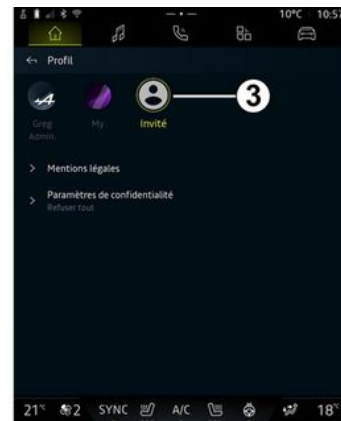 10°C 10:57
Profil
3
Greg
Admin.
My
Invité
Mentions légales
Paramètres de confidentialité
Refuser tout
21° 2 SYNC A/C 18°